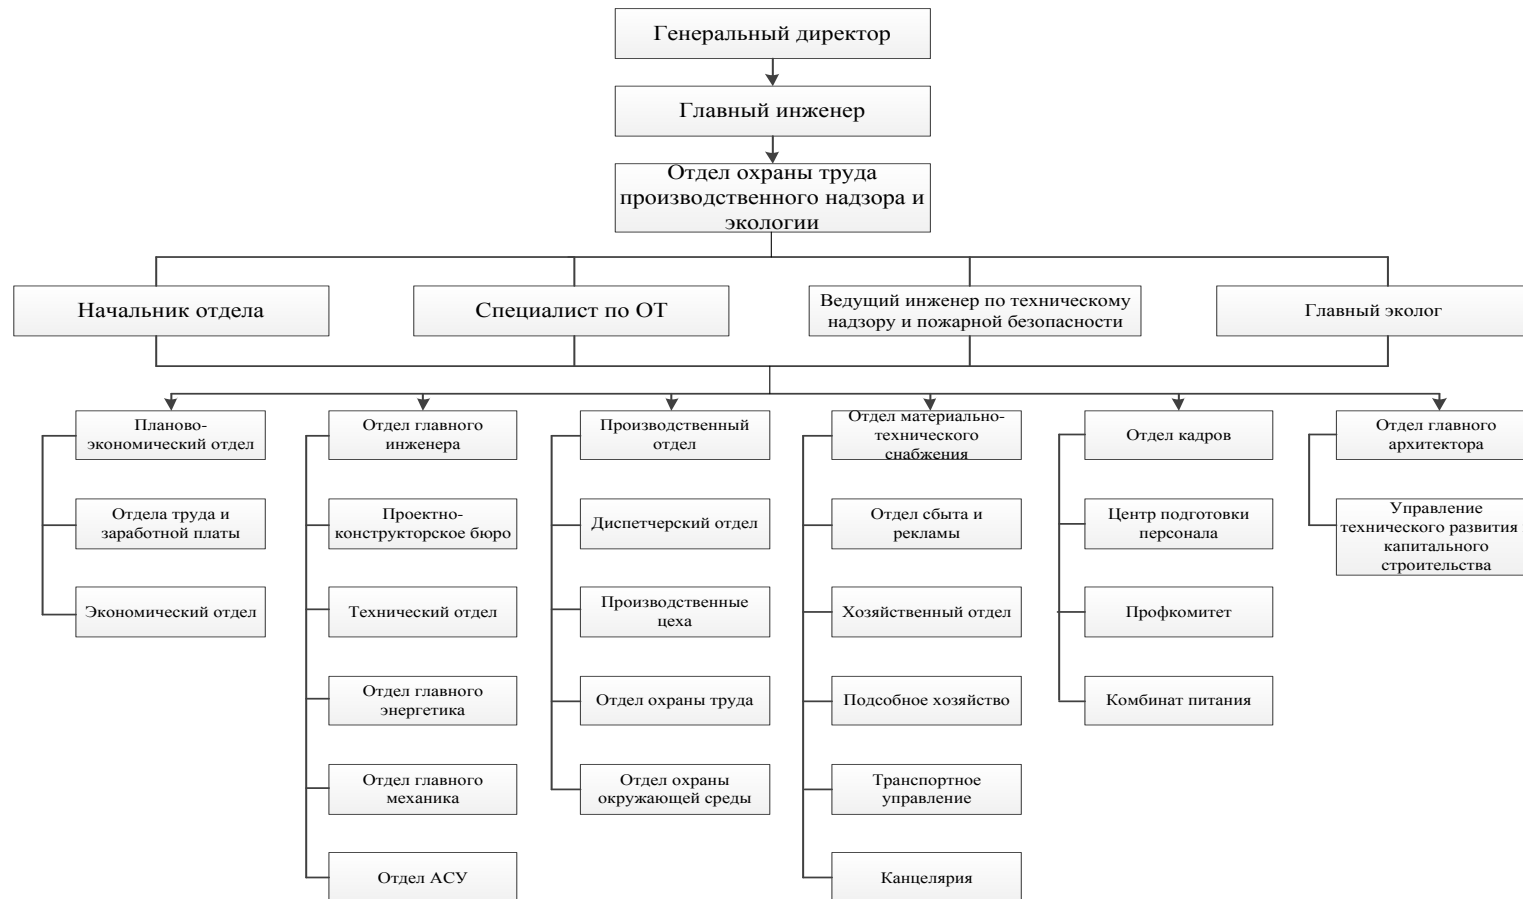 Генеральный директор
Главный инженер
Отдел охраны труда
производственного надзора и
экологии
Начальник отдела
Специалист по ОТ
Ведущий инженер по техническому
надзору и пожарной безопасности
Главный эколог
Планово-
экономический отдел
Отдел главного
инженера
Производственный
отдел
Отдел материально-
технического
снабжения
Отдел кадров
Отдел главного
архитектора
Отдела труда и
заработной платы
Проектно-
конструкторское бюро
Диспетчерский отдел
Отдел сбыта и
рекламы
Центр подготовки
персонала
Управление
технического развития
капитального
строительства
Экономический отдел
Технический отдел
Производственные
цеха
Хозяйственный отдел
Профкомитет
Отдел главного
энергетика
Отдел охраны труда
Подсобное хозяйство
Комбинат питания
Отдел главного
механика
Отдел охраны
окружающей среды
Транспортное
управление
Отдел АСУ
Канцелярия